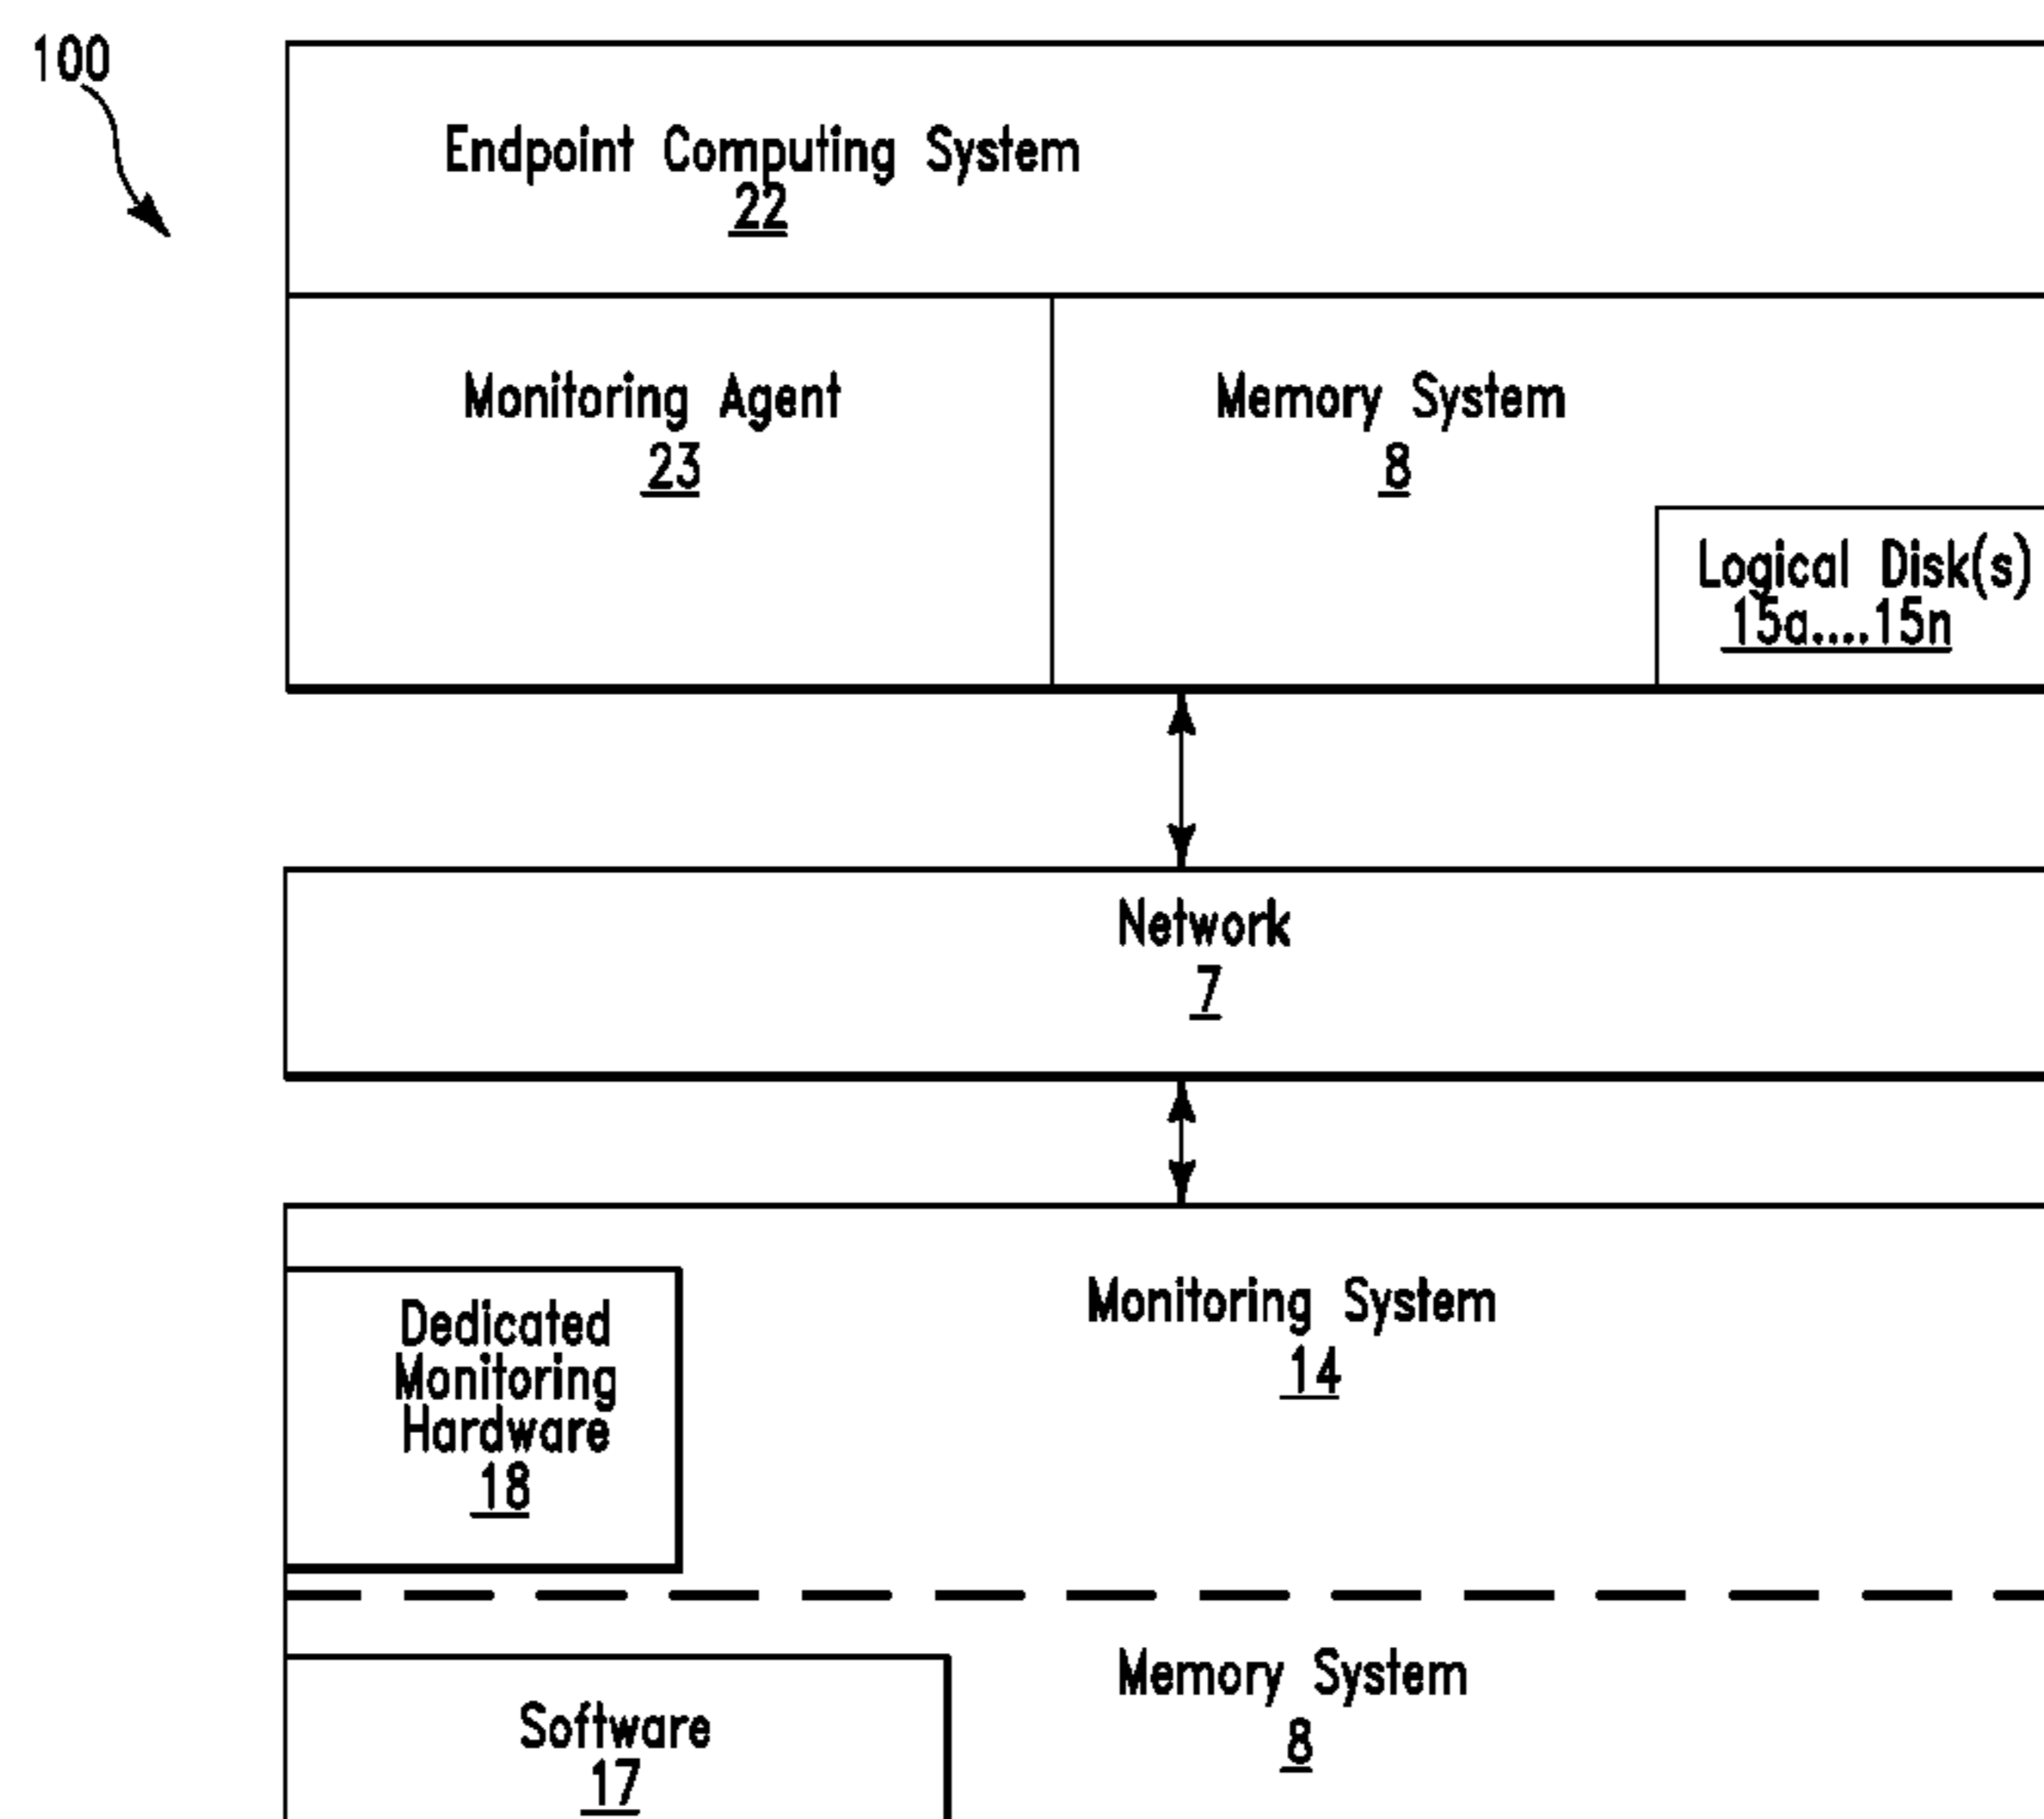 100
Endpoint Computing System
22
Monitoring Agent
23
Memory System
8
Logical Disk(s)
15a....15n
Network
7
Monitoring System
14
Dedicated
Monitoring
Hardware
18
Memory System
8
Software
17